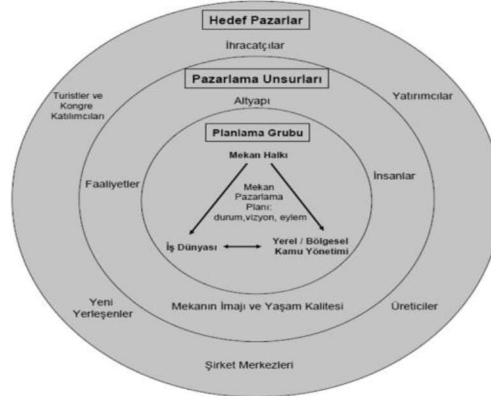 Hedef Pazarlar
İhracatçılar
Pazarlama Unsurları
Turistler ve
Kongre
Katılımcıları
Yatırımcılar
Altyapı
Planlama Grubu
Mekan Halkı
Faaliyetler
İnsanlar
Mekan
Pazarlama
Planı:
durum,vizyon, eylem
İş Dünyası
Yerel / Bölgesel
Kamu Yönetimi
Yeni
Yerleşenler
Mekanın İmajı ve Yaşam Kalitesi
Üreticiler
Şirket Merkezleri